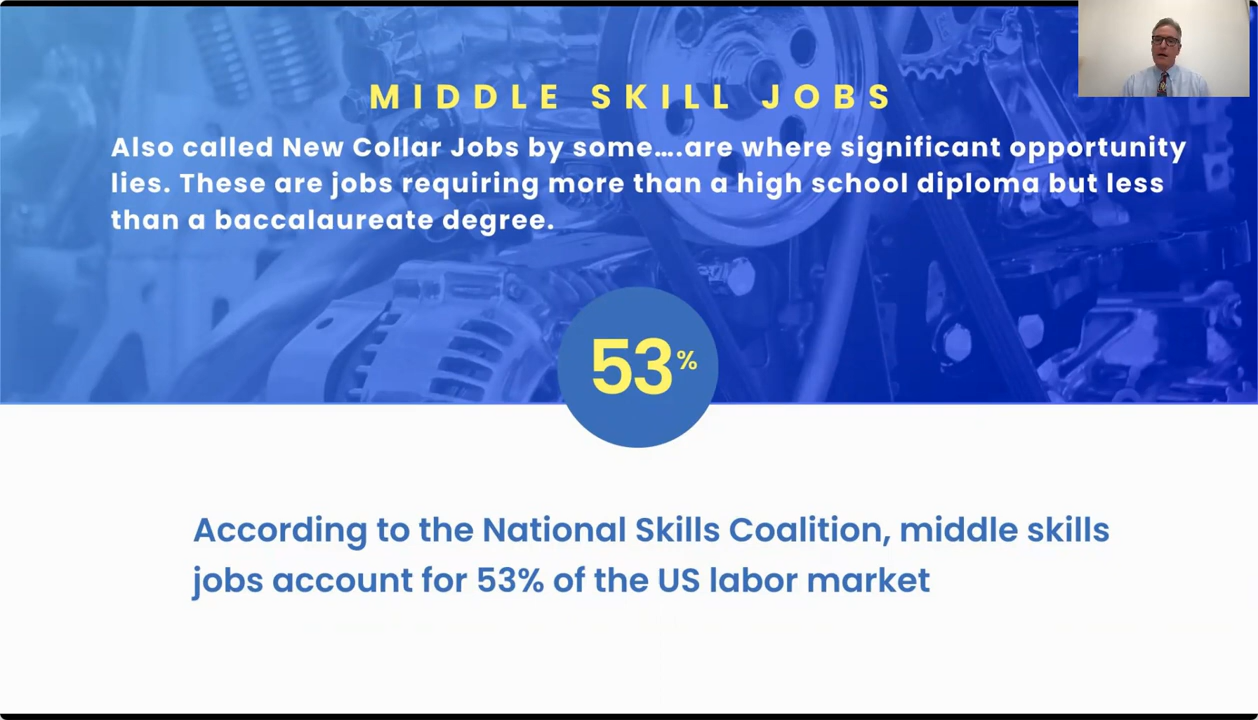 MIDDLE SKILL JOBS
Also called New Collar Jobs by some....are where significant opportunity
lies. These are jobs requiring more than a high school diploma but less
than a baccalaureate degree.
53%
According to the National Skills Coalition, middle skills
jobs account for 53% of the US labor market